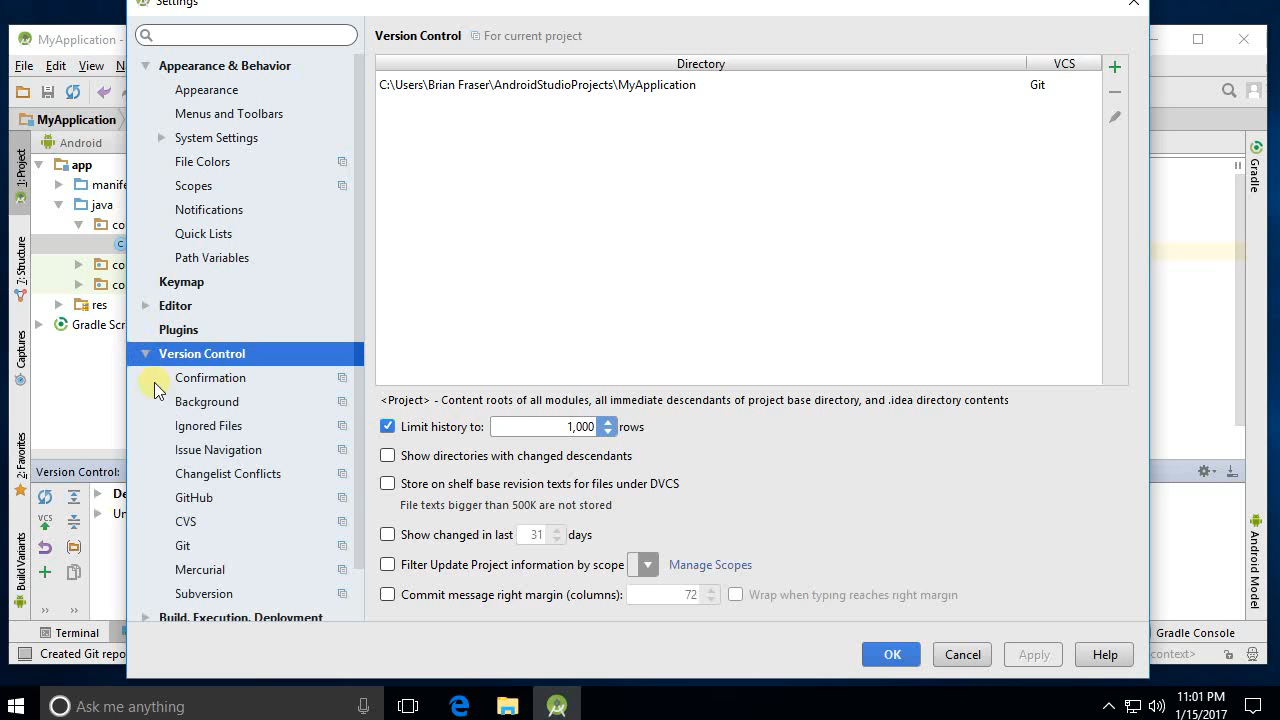 Settings
MyApplication -
File Edit View N
MyApplication
Android
app
manife
java
co
C
co
co
res
Gradle Scr
1: Project
7: Structure
Captures
2: Favorites
Build Variants
Version Control:
De
Un
VCS
>> >>
Terminal
Created Git repo
Appearance & Behavior
Appearance
Menus and Toolbars
System Settings
File Colors
Scopes
Notifications
Quick Lists
Path Variables
Keymap
Editor
Plugins
Version Control
Confirmation
Background
Ignored Files
Issue Navigation
Changelist Conflicts
GitHub
CVS
Git
Mercurial
Subversion
Build, Execution, Deployment
Version Control For current project
Directory VCS
C:\Users\Brian Fraser\AndroidStudioProjects\MyApplication Git
<Project> - Content roots of all modules, all immediate descendants of project base directory, and .idea directory contents
Limit history to: 1,000 rows
Show directories with changed descendants
Store on shelf base revision texts for files under DVCS
File texts bigger than 500K are not stored
Show changed in last 31 days
Filter Update Project information by scope Manage Scopes
Commit message right margin (columns): 72 Wrap when typing reaches right margin
OK Cancel Apply Help
Gradle
Android Model
Gradle Console
context>
Ask me anything
11:01 PM
1/15/2017